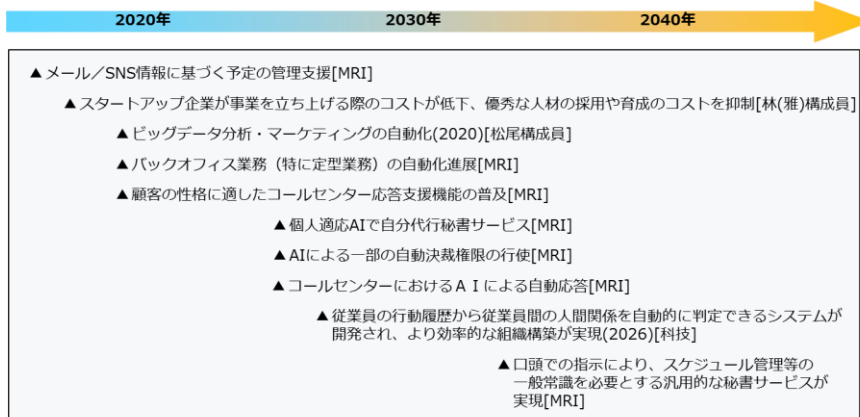 2020年 2030年 2040年
▲メール／SNS情報に基づく予定の管理支援[MRI]
▲スタートアップ企業が事業を立ち上げる際のコストが低下、優秀な人材の採用や育成のコストを抑制[林(雅)構成員]
▲ビッグデータ分析・マーケティングの自動化(2020)[松尾構成員]
▲バックオフィス業務（特に定型業務）の自動化進展[MRI]
▲顧客の性格に適したコールセンター応答支援機能の普及[MRI]
▲個人適応AIで自分代行秘書サービス[MRI]
▲AIによる一部の自動決裁権限の行使[MRI]
▲コールセンターにおけるＡＩによる自動応答[MRI]
▲従業員の行動履歴から従業員間の人間関係を自動的に判定できるシステムが
開発され、より効率的な組織構築が実現(2026)[科技]
▲口頭での指示により、スケジュール管理等の
一般常識を必要とする汎用的な秘書サービスが
実現[MRI]